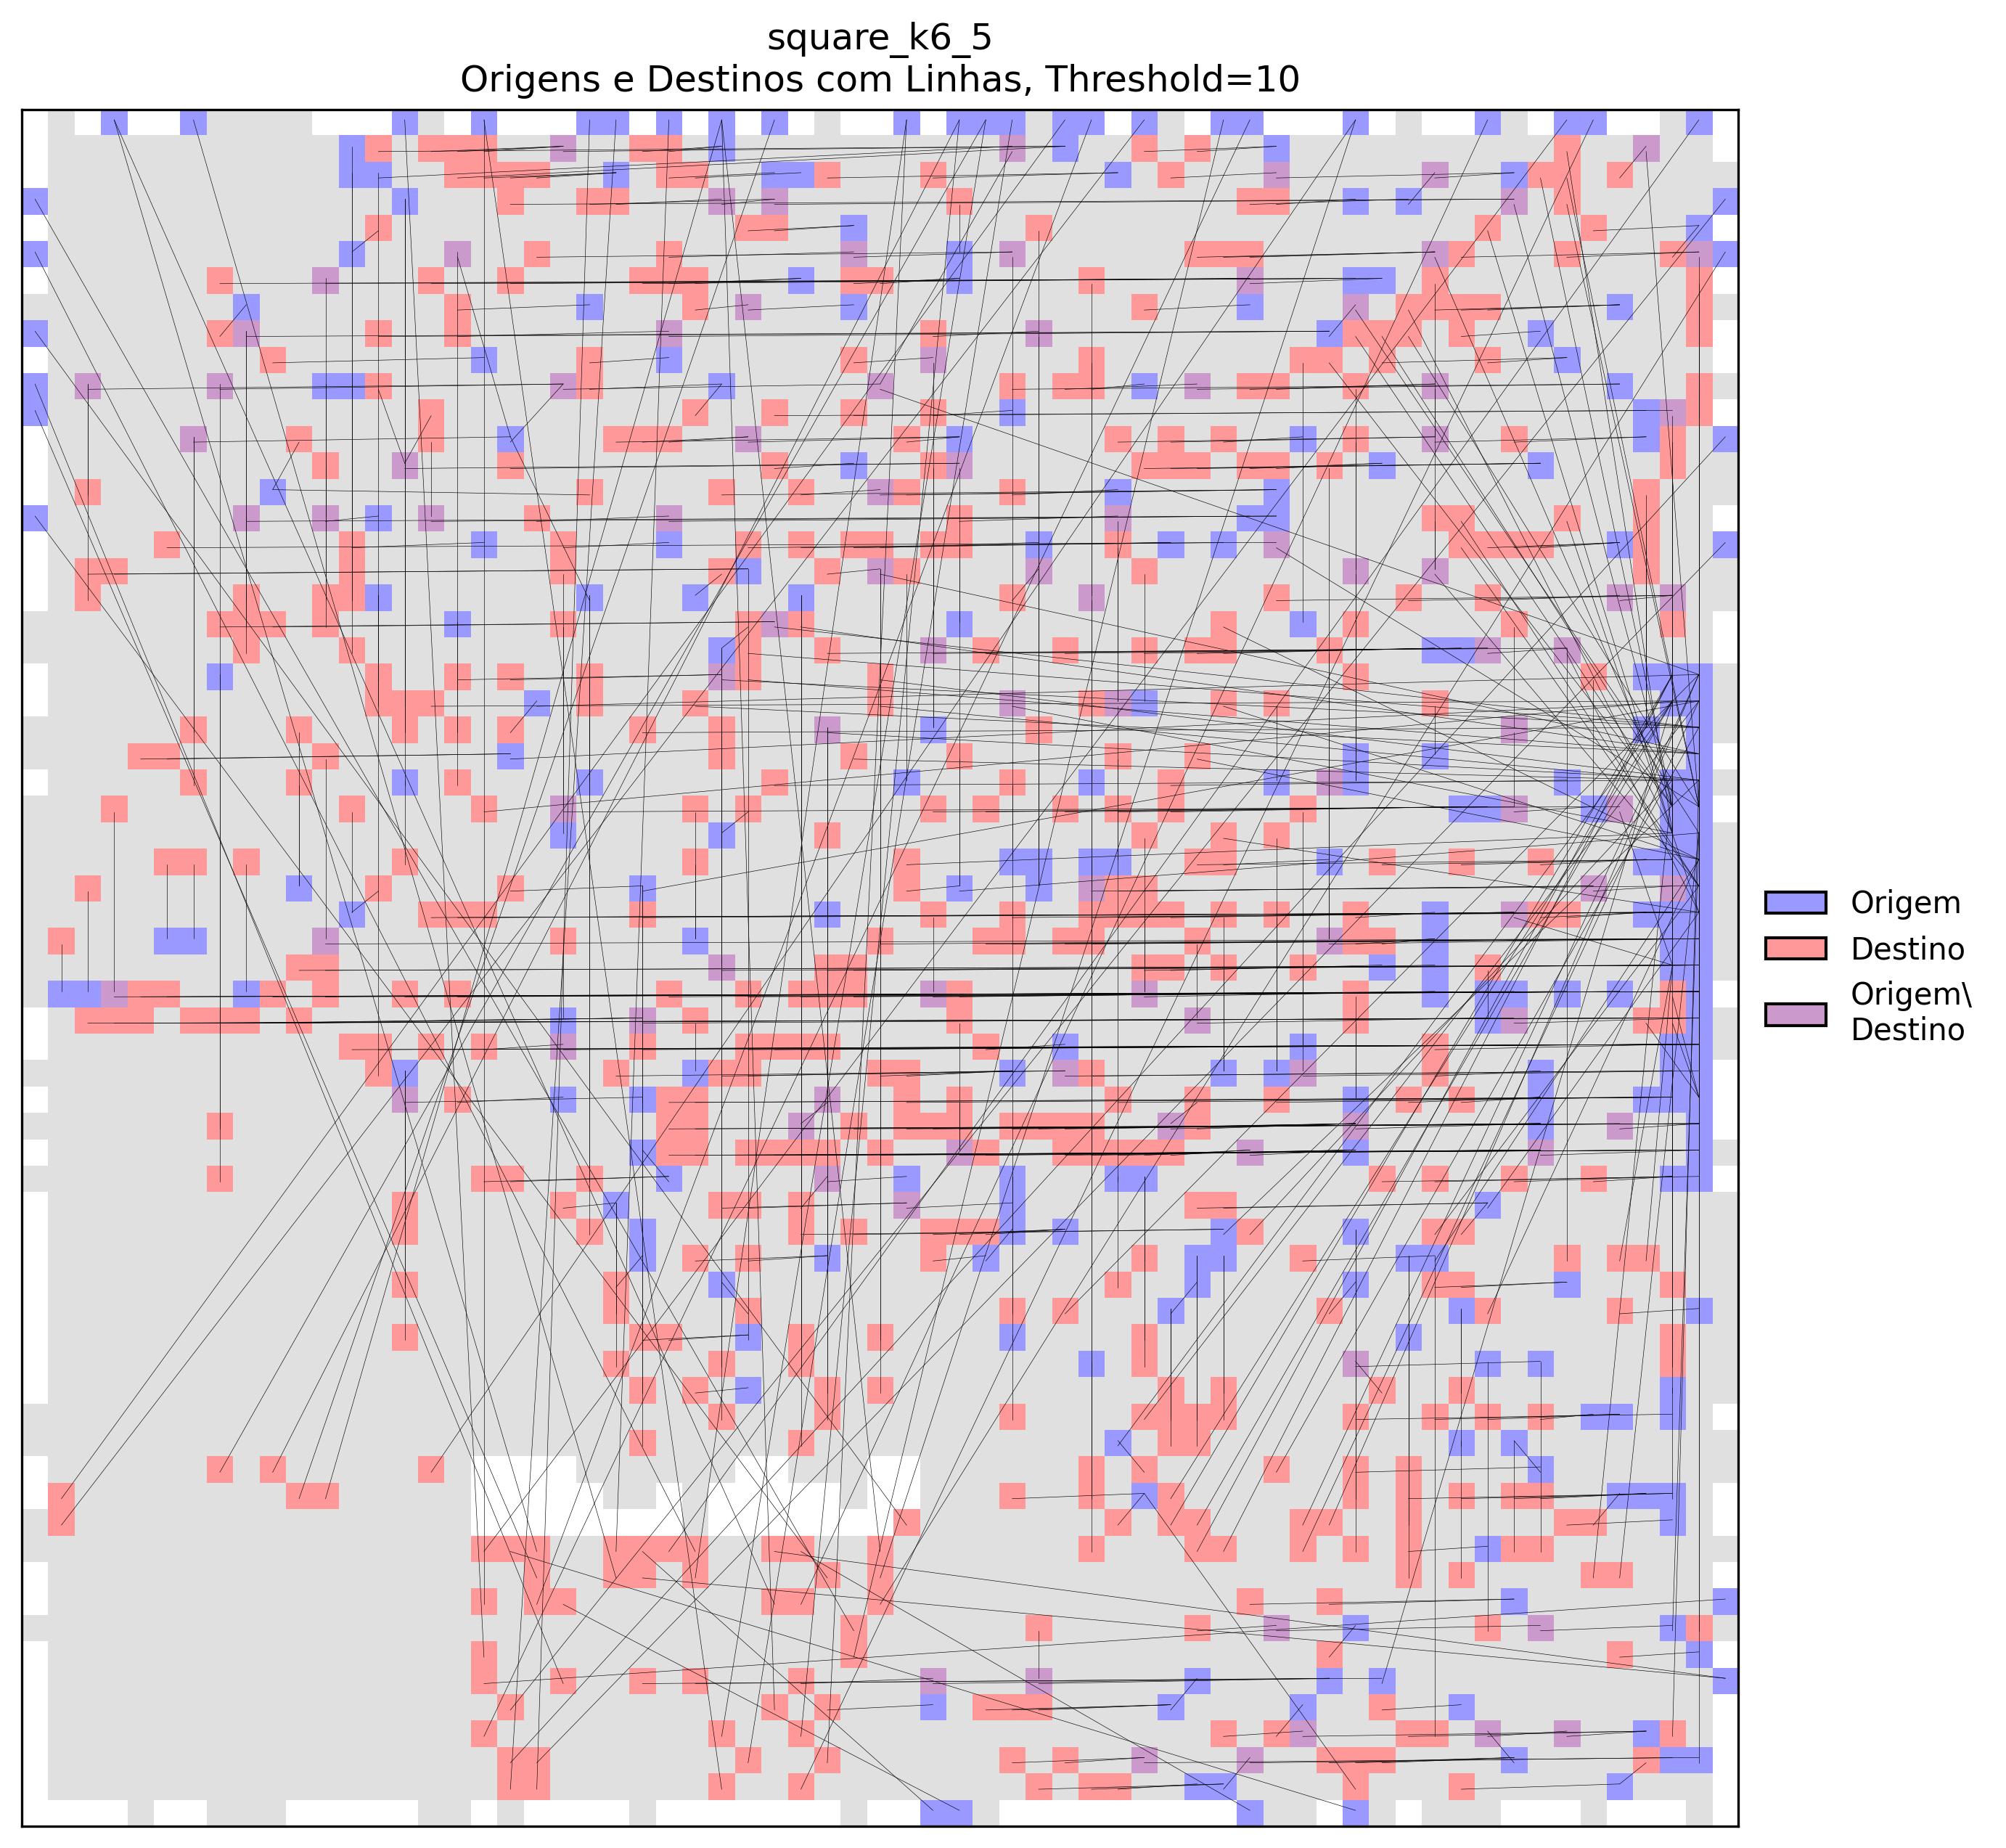 square_k6_5
Origens e Destinos com Linhas, Threshold=10
Origem
Destino
Origem\
Destino